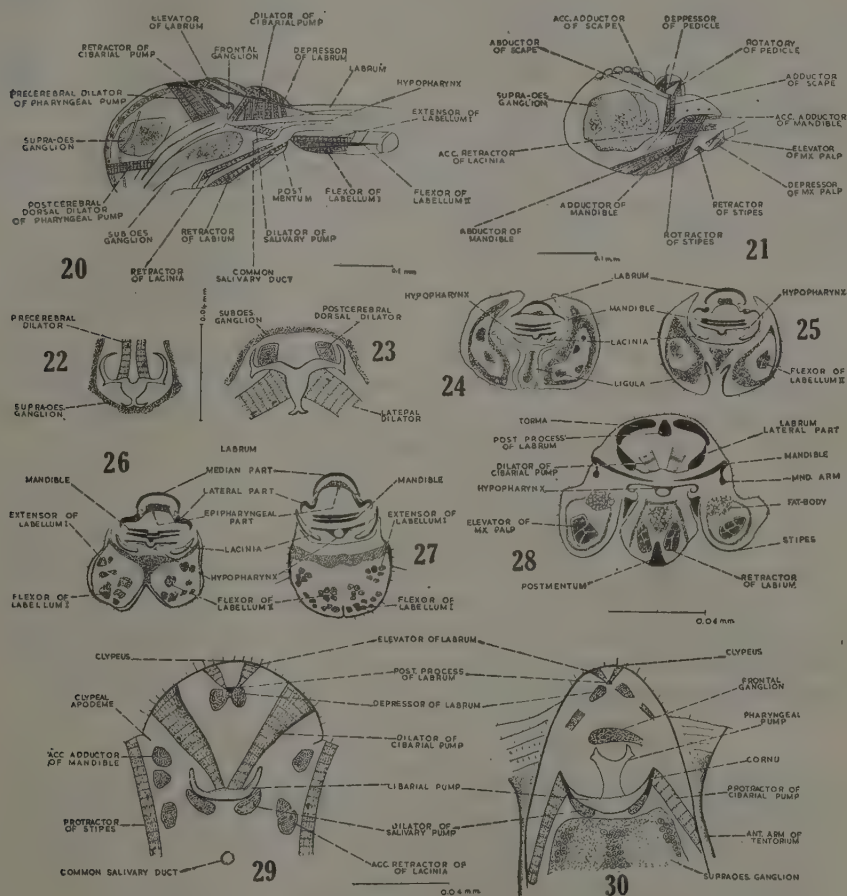 ELEVATOR
OF LABRUM
DILATOR OF
CIBARIAL PUMP
RETRACTOR OF
CIBARIAL PUMP
FRONTAL
GANGLION
DEPRESSOR
OF LABRUM
LABRUM
HYPOPHARYNX
PRECEREBRAL DILATOR
OF PHARYNGEAL PUMP
EXTENSOR OF
LABELLUM I
SUPRA-OES
GANGLION
POSTCEREBRAL
DORSAL DILATOR
OF PHARYNGEAL PUMP
SUB OES
GANGLION
RETRACTOR
OF LACINIA
RETRACTOR
OF LABIUM
COMMON
SALIVARY DUCT
DILATOR OF
SALIVARY PUMP
POST
MENTUM
FLEXOR OF
LABELLUM I
FLEXOR OF
LABELLUM II
20
0.1 mm
ACC. ADDUCTOR
OF SCAPE
DEPPESSOR
OF PEDICLE
ABDUCTOR
OF SCAPE
ROTATORY
OF PEDICLE
SUPRA-OES
GANGLION
ADDUCTOR
OF SCAPE
ACC. ADDUCTOR
OF MANDIBLE
ACC. RETRACTOR
OF LACINIA
ELEVATOR
OF MX PALP
DEPRESSOR
OF MX PALP
ADDUCTOR OF
MANDIBLE
RETRACTOR
OF STIPES
ABDUCTOR OF
MANDIBLE
ROTRACTOR
OF STIPES
21
0.1 mm
PRECEREBRAL
DILATOR
22
SUPRA-OES
GANGLION
0.04 mm
SUBOES
GANGLION
POSTCEREBRAL
DORSAL DILATOR
23
LATEPAL
DILATOR
HYPOPHARYNX
LABRUM
MANDIBLE
LACINIA
LIGULA
24
HYPOPHARYNX
25
FLEXOR OF
LABELLUM II
26
LABRUM
MEDIAN PART
MANDIBLE
LATERAL PART
MANDIBLE
EPIPHARYNGEAL
PART
EXTENSOR OF
LABELLUM I
EXTENSOR OF
LABELLUM I
LACINIA
27
HYPOPHARYNX
FLEXOR OF
LABELLUM I
FLEXOR OF
LABELLUM II
FLEXOR OF
LABELLUM I
TORMA
POST PROCESS
OF LABRUM
LABRUM
LATERAL PART
DILATOR OF
CIBARIAL PUMP
MANDIBLE
MND. ARM
HYPOPHARYNX
FAT-BODY
ELEVATOR OF
MX PALP
28
STIPES
POSTMENTUM
RETRACTOR
OF LABIUM
0.04 mm
CLYPEUS
ELEVATOR OF LABRUM
CLYPEUS
POST. PROCESS
OF LABRUM
DEPRESSOR OF LABRUM
FRONTAL
GANGLION
CLYPEAL
APODEME
PHARYNGEAL
PUMP
DILATOR OF
CIBARIAL PUMP
ACC ADDUCTOR
OF MANDIBLE
CORNU
CIBARIAL PUMP
PROTRACTOR OF
CIBARIAL PUMP
PROTRACTOR
OF STIPES
DILATOR OF
SALIVARY PUMP
ANT. ARM OF
TENTORIUM
COMMON SALIVARY DUCT
29
ACC. RETRACTOR OF
OF LACINIA
30
SUPRAOES. GANGLION
0.04 mm